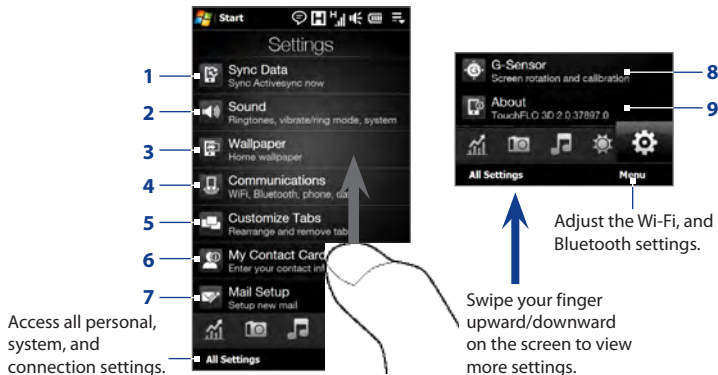 Start
Settings
1
Sync Data
Sync Activesync now
2
Sound
Ringtones, vibrate/ring mode, system
3
Wallpaper
Home wallpaper
4
Communications
WiFi, Bluetooth, phone,
5
Customize Tabs
Rearrange and remove tab
6
My Contact Card
Enter your contact inf
7
Mail Setup
Setup new mail
All Settings
Access all personal,
system, and
connection settings.
G-Sensor
Screen rotation and calibration
8
About
TouchFLO 3D 2.0.37897.0
9
All Settings
Menu
Adjust the Wi-Fi, and
Bluetooth settings.
Swipe your finger
upward/downward
on the screen to view
more settings.